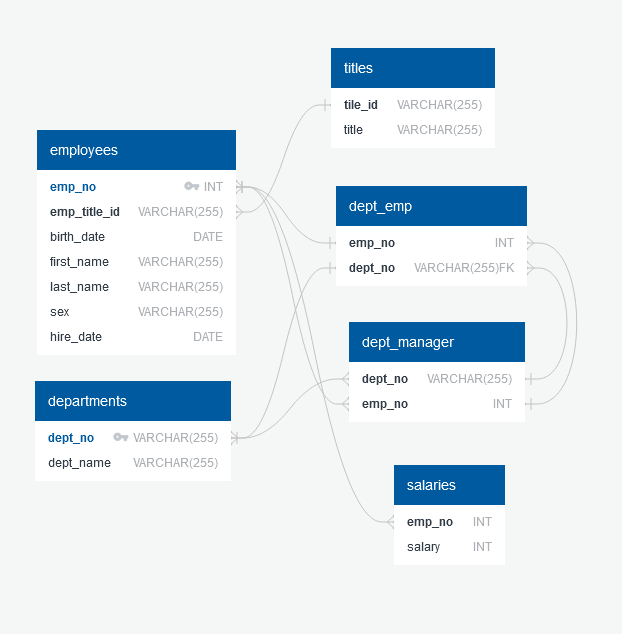 titles
tile_id VARCHAR(255)
title VARCHAR(255)
employees
emp_no INT
emp_title_id VARCHAR(255)
birth_date DATE
first_name VARCHAR(255)
last_name VARCHAR(255)
sex VARCHAR(255)
hire_date DATE
dept_emp
emp_no INT
dept_no VARCHAR(255)FK
dept_manager
dept_no VARCHAR(255)
emp_no INT
departments
dept_no VARCHAR(255)
dept_name VARCHAR(255)
salaries
emp_no INT
salary INT